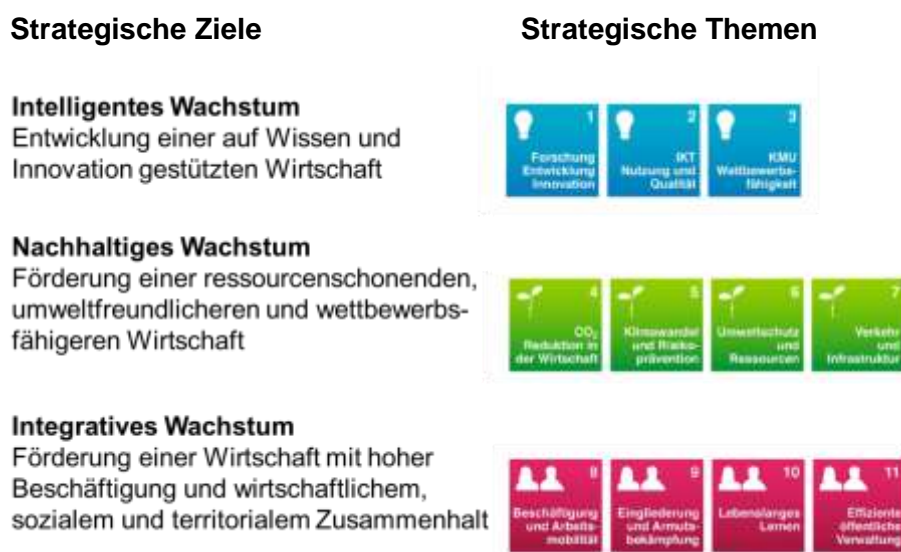 Strategische Ziele
Strategische Themen
Intelligentes Wachstum
Entwicklung einer auf Wissen und
Innovation gestützten Wirtschaft
1
Forschung
Entwicklung
Innovation
2
IKT
Nutzung und
Qualität
3
KMU
Wettbewerbs-
fähigkeit
Nachhaltiges Wachstum
Förderung einer ressourcenschonenden,
umweltfreundlicheren und wettbewerbs-
fähigeren Wirtschaft
4
CO₂
Reduktion in
der Wirtschaft
5
Klimawandel
und Risiko-
prävention
6
Umweltschutz
und
Ressourcen
7
Verkehr
und
Infrastruktur
Integratives Wachstum
Förderung einer Wirtschaft mit hoher
Beschäftigung und wirtschaftlichem,
sozialem und territorialem Zusammenhalt
8
Beschäftigung
und Arbeits-
mobilität
9
Eingliederung
und Armuts-
bekämpfung
10
Lebenslanges
Lernen
11
Effiziente
öffentliche
Verwaltung